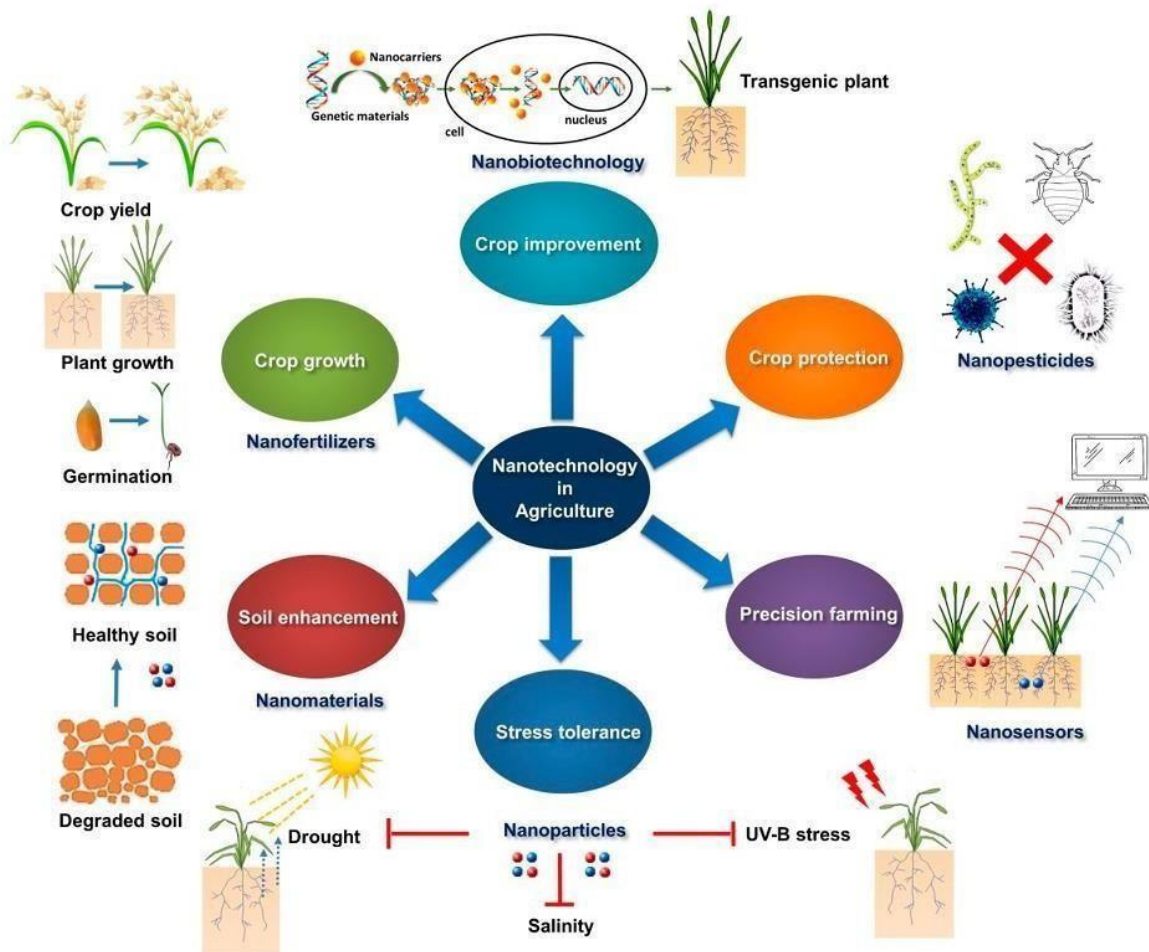 Nanocarriers
Genetic materials
cell
nucleus
Transgenic plant
Nanobiotechnology
Crop yield
Crop improvement
Plant growth
Crop growth
Crop protection
Nanopesticides
Nanofertilizers
Germination
Nanotechnology
in
Agriculture
Healthy soil
Soil enhancement
Precision farming
Nanomaterials
Stress tolerance
Nanosensors
Degraded soil
Drought
Nanoparticles
UV-B stress
Salinity